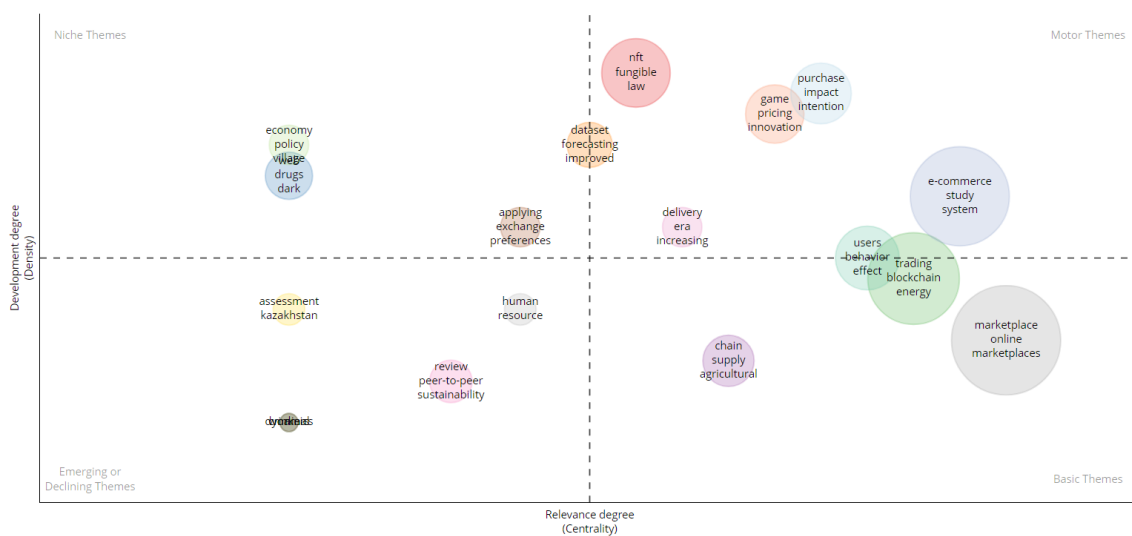 Niche Themes
Motor Themes
nft
fungible
law
purchase
impact
intention
game
pricing
innovation
economy
policy
village
web
drugs
dark
dataset
forecasting
improved
e-commerce
study
system
applying
exchange
preferences
delivery
era
increasing
users
behavior
effect
trading
blockchain
energy
assessment
kazakhstan
human
resource
marketplace
online
marketplaces
chain
supply
agricultural
review
peer-to-peer
sustainability
Emerging or
Declining Themes
Basic Themes
Development degree
(Density)
Relevance degree
(Centrality)